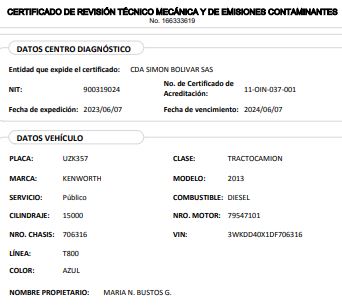 CERTIFICADO DE REVISIÓN TÉCNICO MECÁNICA Y DE EMISIONES CONTAMINANTES
No. 166333619
DATOS CENTRO DIAGNÓSTICO
Entidad que expide el certificado: CDA SIMON BOLIVAR SAS
NIT: 900319024 No. de Certificado de Acreditación: 11-OIN-037-001
Fecha de expedición: 2023/06/07 Fecha de vencimiento: 2024/06/07
DATOS VEHÍCULO
PLACA: UZK357 CLASE: TRACTOCAMION
MARCA: KENWORTH MODELO: 2013
SERVICIO: Público COMBUSTIBLE: DIESEL
CILINDRAJE: 15000 NRO. MOTOR: 79547101
NRO. CHASIS: 706316 VIN: 3WKDD40X1DF706316
LÍNEA: T800
COLOR: AZUL
NOMBRE PROPIETARIO: MARIA N. BUSTOS G.